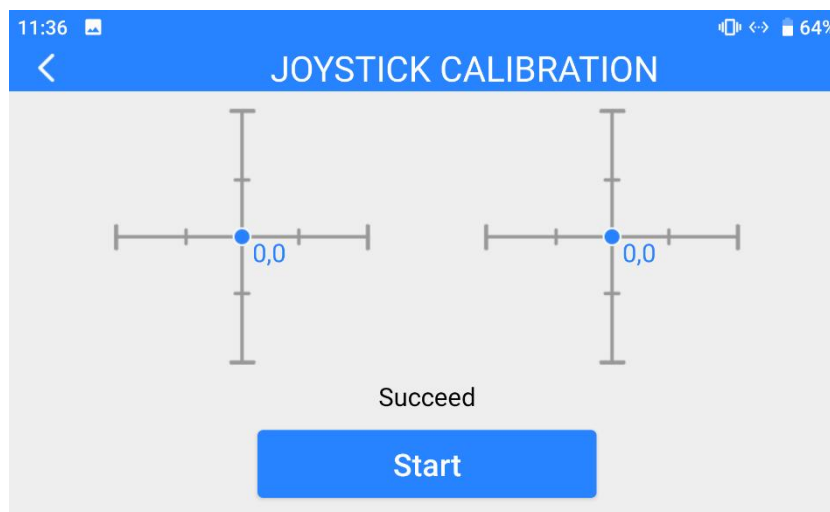 11:36 64%
JOYSTICK CALIBRATION
0,0 0,0
Succeed
Start